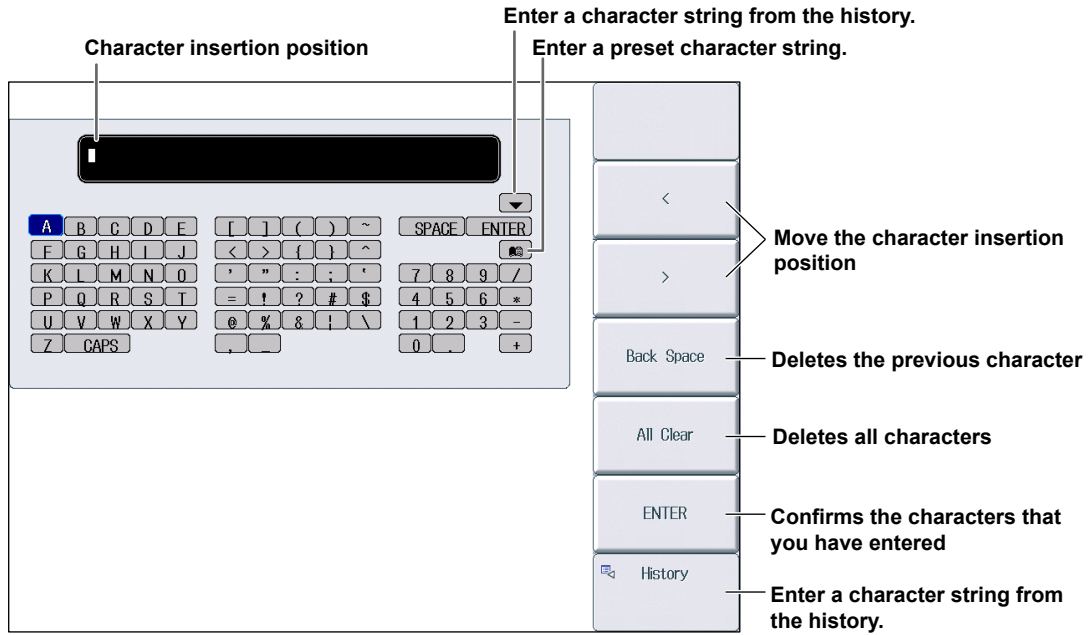 Enter a character string from the history.
Character insertion position
Enter a preset character string.
A B C D E [ ] ( ) ~ SPACE ENTER
F G H I J < > { } ^
K L M N O ' " : ; ‘ 7 8 9 /
P Q R S T = ! ? # $ 4 5 6 *
U V W X Y @ % & ¦ \ 1 2 3 -
Z CAPS , _ 0 . +
<
>
Move the character insertion
position
Back Space
Deletes the previous character
All Clear
Deletes all characters
ENTER
Confirms the characters that
you have entered
History
Enter a character string from
the history.